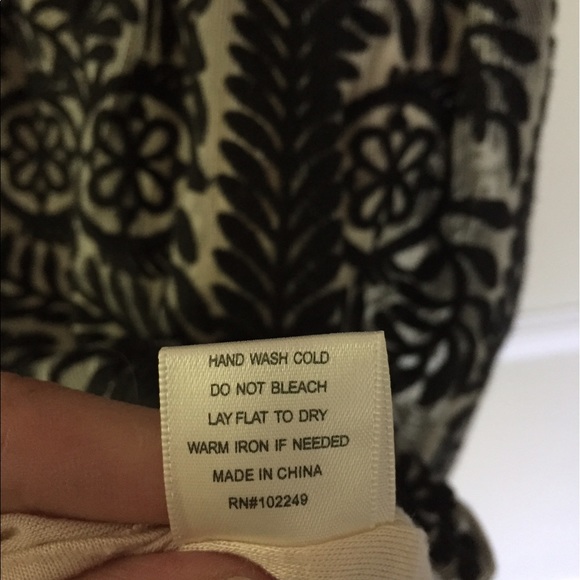 HAND WASH COLD
DO NOT BLEACH
LAY FLAT TO DRY
WARM IRON IF NEEDED
MADE IN CHINA
RN#102249